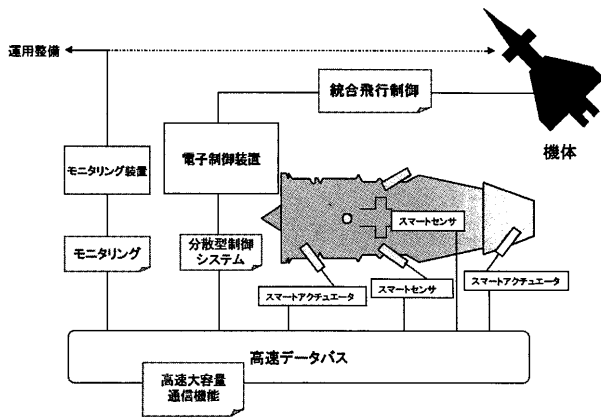 運用整備
統合飛行制御
機体
モニタリング装置
電子制御装置
スマートセンサ
モニタリング
分散型制御
システム
スマートアクチュエータ
スマートセンサ
スマートアクチュエータ
高速データバス
高速大容量
通信機能